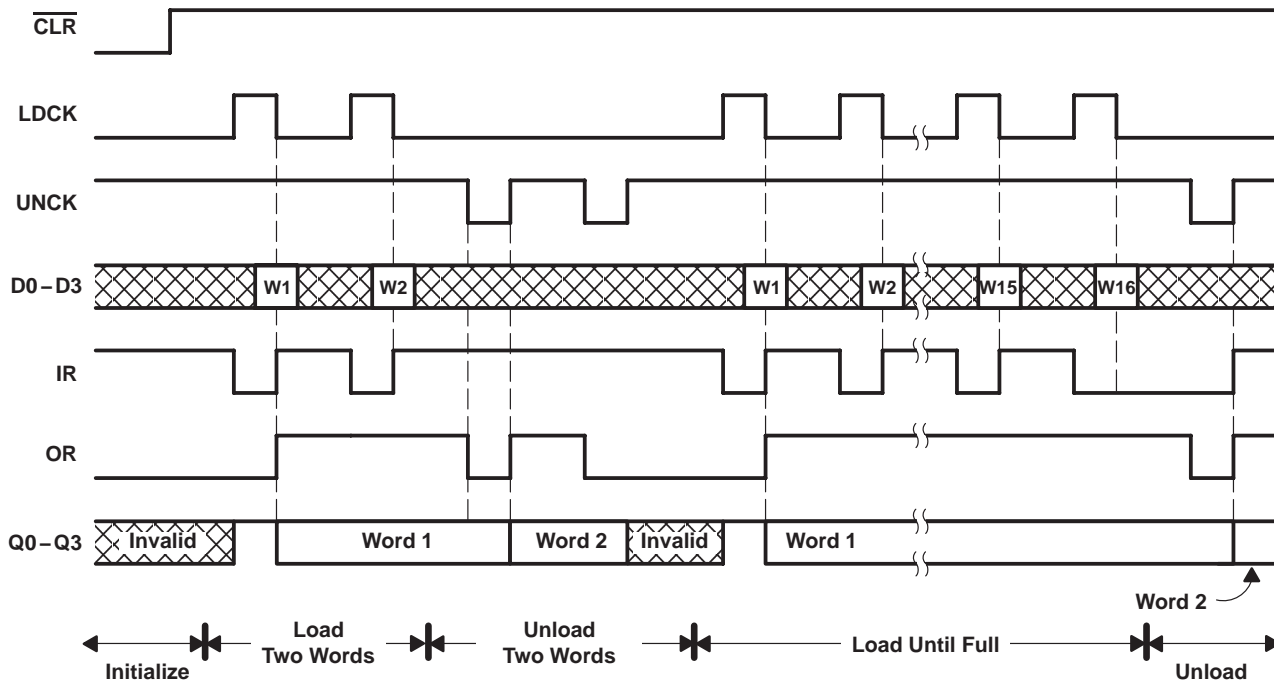 CLR
LDCK
UNCK
D0–D3
W1
W2
W1
W2
W15
W16
IR
OR
Q0–Q3
Invalid
Word 1
Word 2
Invalid
Word 1
Word 2
Initialize
Load
Two Words
Unload
Two Words
Load Until Full
Unload